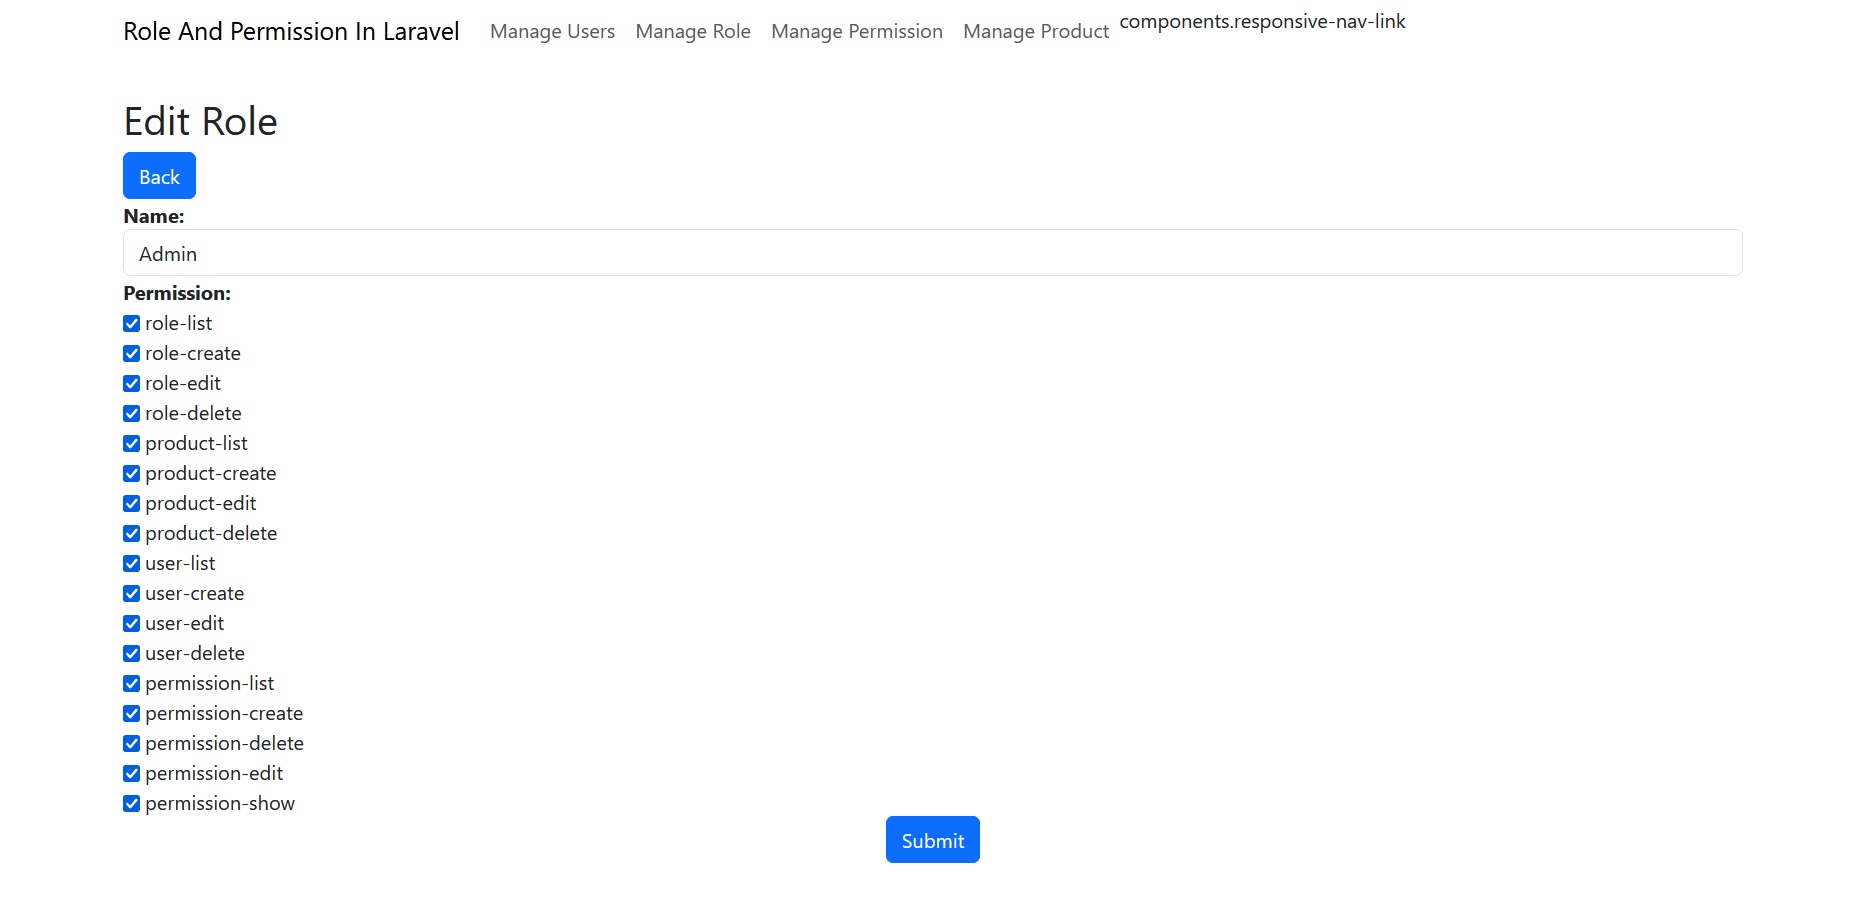 Role And Permission In Laravel Manage Users Manage Role Manage Permission Manage Product components.responsive-nav-link
Edit Role
Back
Name:
Admin
Permission:
role-list
role-create
role-edit
role-delete
product-list
product-create
product-edit
product-delete
user-list
user-create
user-edit
user-delete
permission-list
permission-create
permission-delete
permission-edit
permission-show
Submit